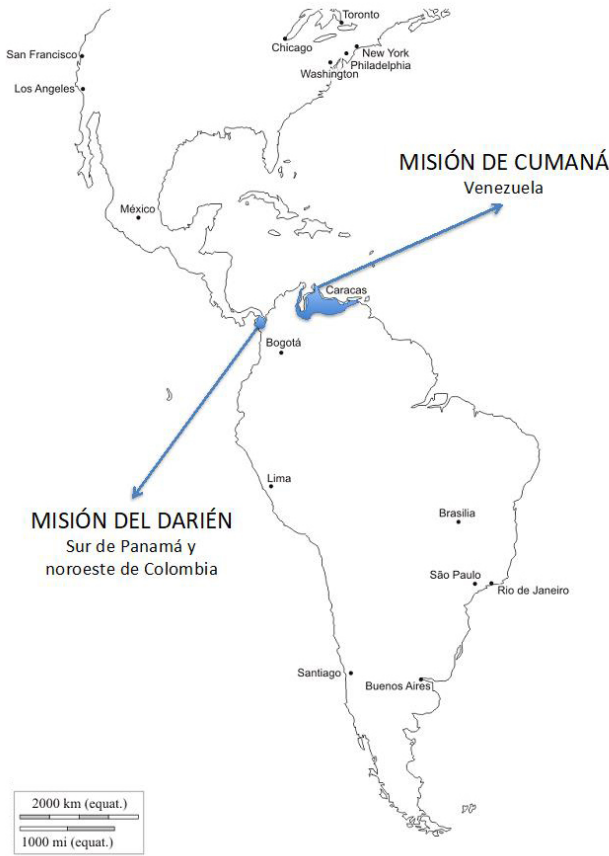 Toronto
Chicago
New York
Philadelphia
Washington
San Francisco
Los Angeles
MISIÓN DE CUMANÁ
Venezuela
México
Caracas
Bogotá
Lima
MISIÓN DEL DARIÉN
Sur de Panamá y
noroeste de Colombia
Brasilia
São Paulo
Rio de Janeiro
Santiago
Buenos Aires
2000 km (equat.)
1000 mi (equat.)